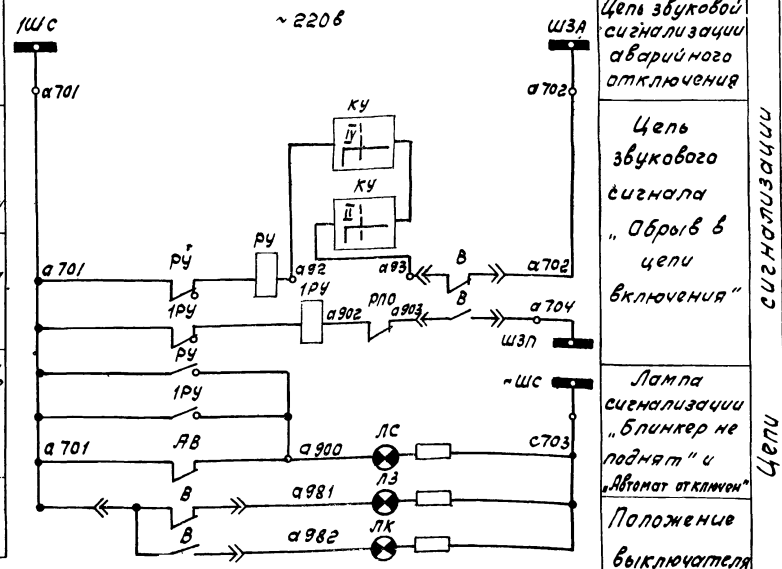 1ШС
~220в
ШЗА
а701
а702
КУ
IV
КУ
II
а701
РУ
РУ
а92
а93
В
а702
1РУ
1РУ
а902
РПО
а903
В
а704
ШЗП
РУ
~ШС
1РУ
а701
АВ
а900
ЛС
с703
В
а981
ЛЗ
В
а982
ЛК
Цепь звуковой
сигнализации
аварийного
отключения
Цепь
звукового
сигнала
„Обрыв в
цепи
включения"
Лампа
сигнализации
„Блинкер не
поднят" и
„Автомат отключен"
Положение
выключателя
Цепи сигнализации